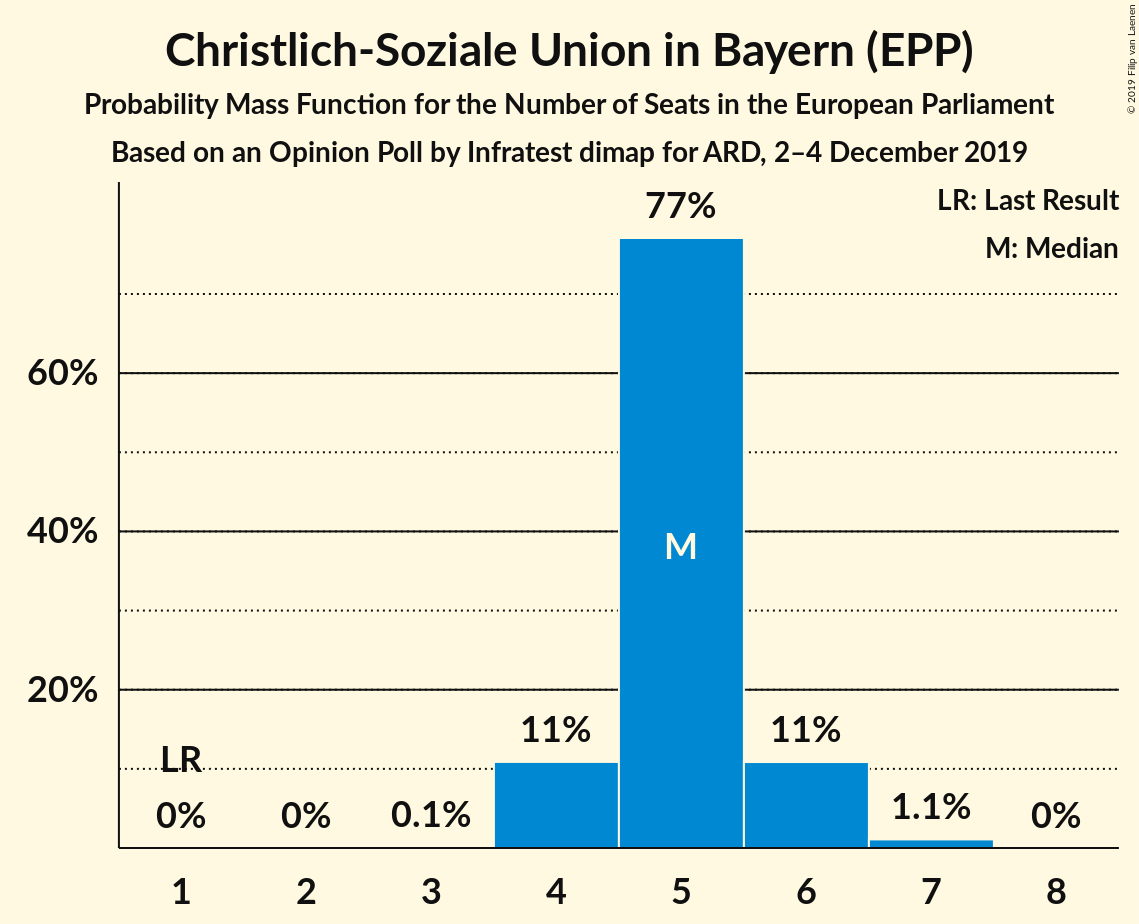 Christlich-Soziale Union in Bayern (EPP)
Probability Mass Function for the Number of Seats in the European Parliament
Based on an Opinion Poll by Infratest dimap for ARD, 2–4 December 2019
© 2019 Filip van Laenen
LR: Last Result
M: Median
77%
60%
40%
M
20%
11%
11%
LR
0%
0%
0.1%
1.1%
0%
1
2
3
4
5
6
7
8